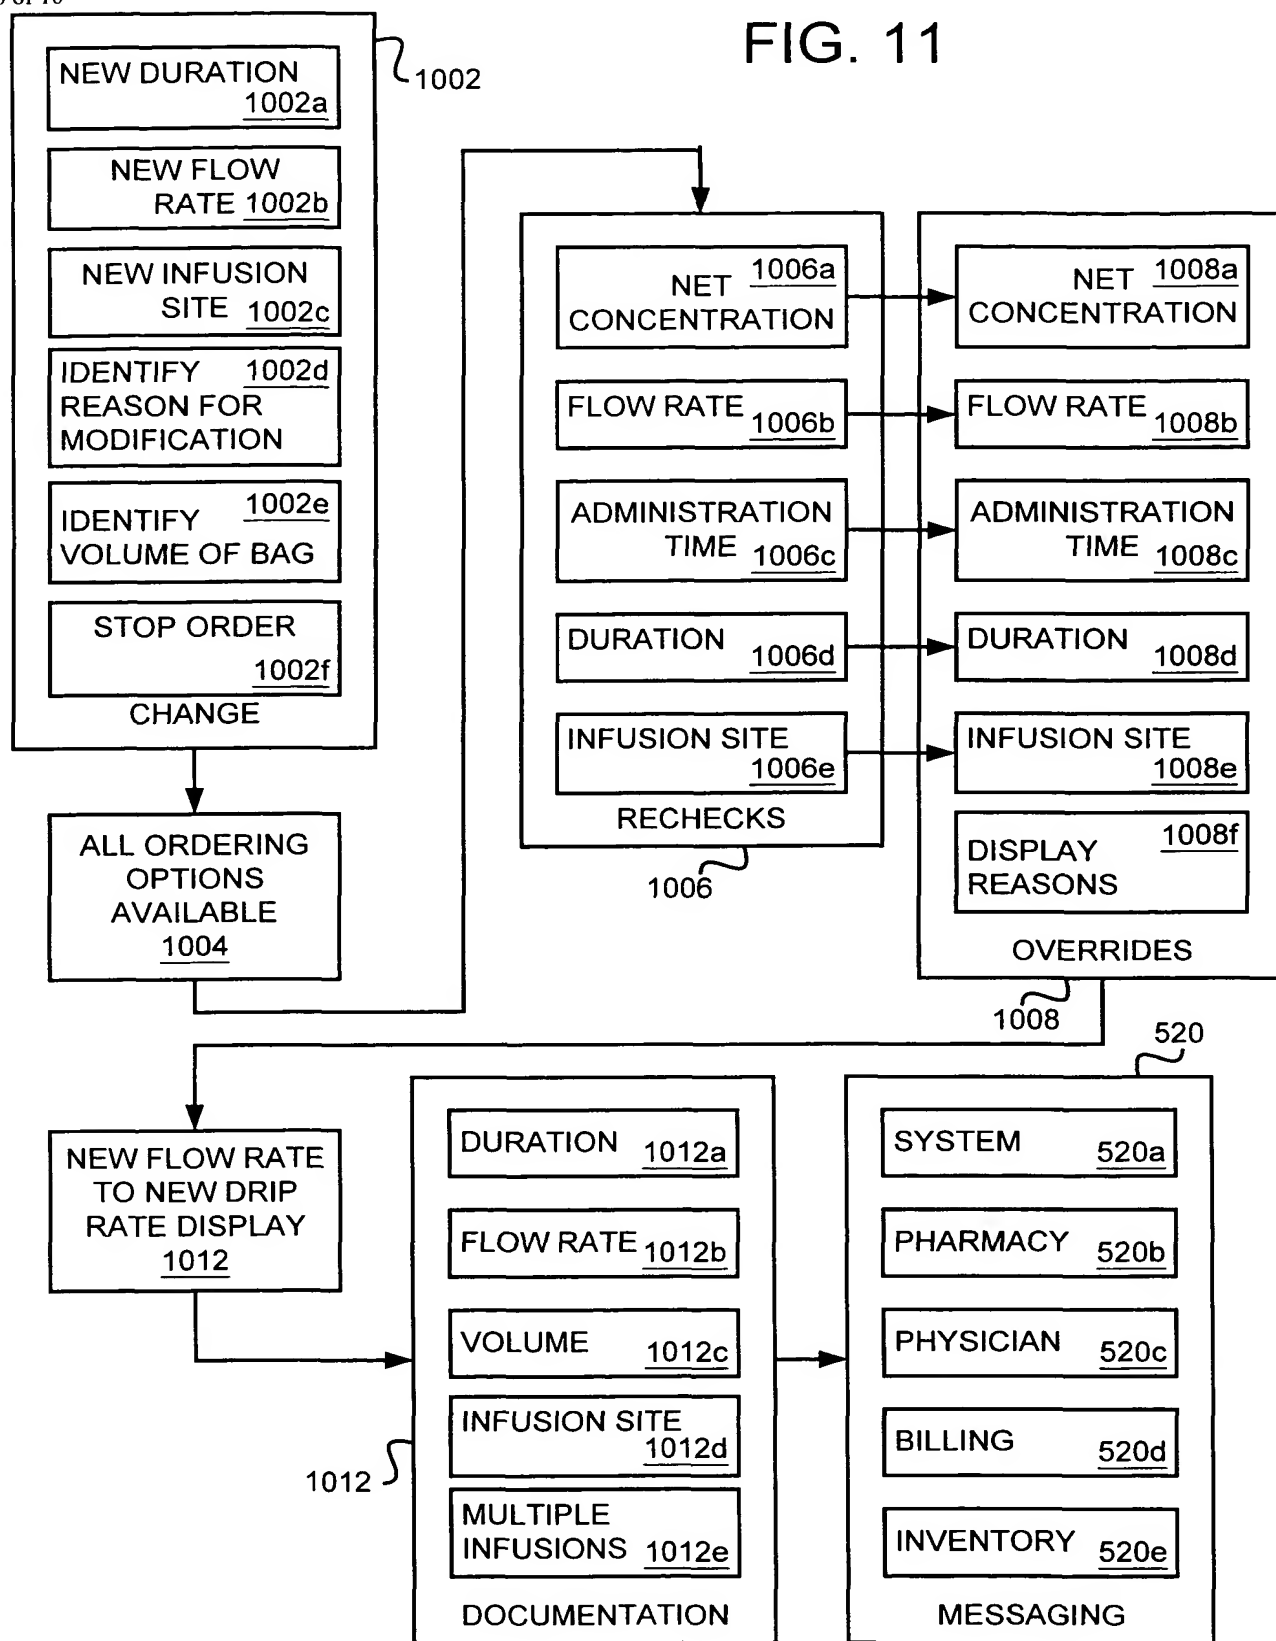 FIG. 11
NEW DURATION
1002a
1002
NEW FLOW
RATE 1002b
NEW INFUSION
SITE 1002c
IDENTIFY 1002d
REASON FOR
MODIFICATION
1002e
IDENTIFY
VOLUME OF BAG
STOP ORDER
1002f
CHANGE
ALL ORDERING
OPTIONS
AVAILABLE
1004
1006a
NET
CONCENTRATION
FLOW RATE
1006b
ADMINISTRATION
TIME 1006c
DURATION
1006d
INFUSION SITE
1006e
RECHECKS
1006
1008a
NET
CONCENTRATION
FLOW RATE
1008b
ADMINISTRATION
TIME 1008c
DURATION
1008d
INFUSION SITE
1008e
1008f
DISPLAY
REASONS
OVERRIDES
1008
NEW FLOW RATE
TO NEW DRIP
RATE DISPLAY
1012
DURATION 1012a
FLOW RATE 1012b
VOLUME 1012c
INFUSION SITE
1012d
MULTIPLE
INFUSIONS 1012e
DOCUMENTATION
1012
520
SYSTEM 520a
PHARMACY 520b
PHYSICIAN 520c
BILLING 520d
INVENTORY 520e
MESSAGING